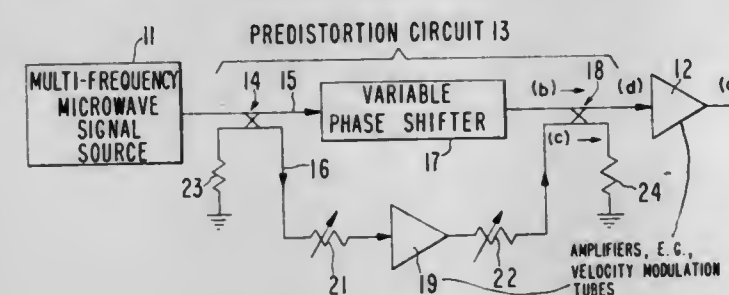 11
PREDISTORTION CIRCUIT 13
MULTI-FREQUENCY
MICROWAVE
SIGNAL
SOURCE
14
15
VARIABLE
PHASE SHIFTER
17
(b)
18
(d)
12
(c)
23
16
24
21
19
22
AMPLIFIERS, E.G.,
VELOCITY MODULATION
TUBES